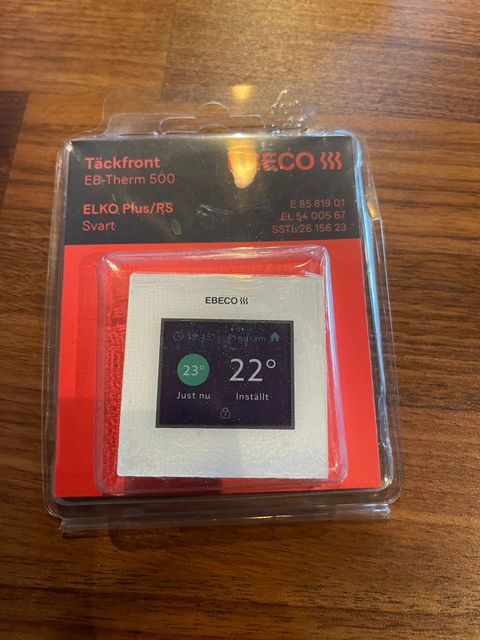 Täckfront
EB-Therm 500
EBECO
ELKO Plus/RS
Svart
E 85 819 01
EL 54 005 67
SSTL 26 156 23
EBECO
Program
23°
22°
Just nu
Inställt